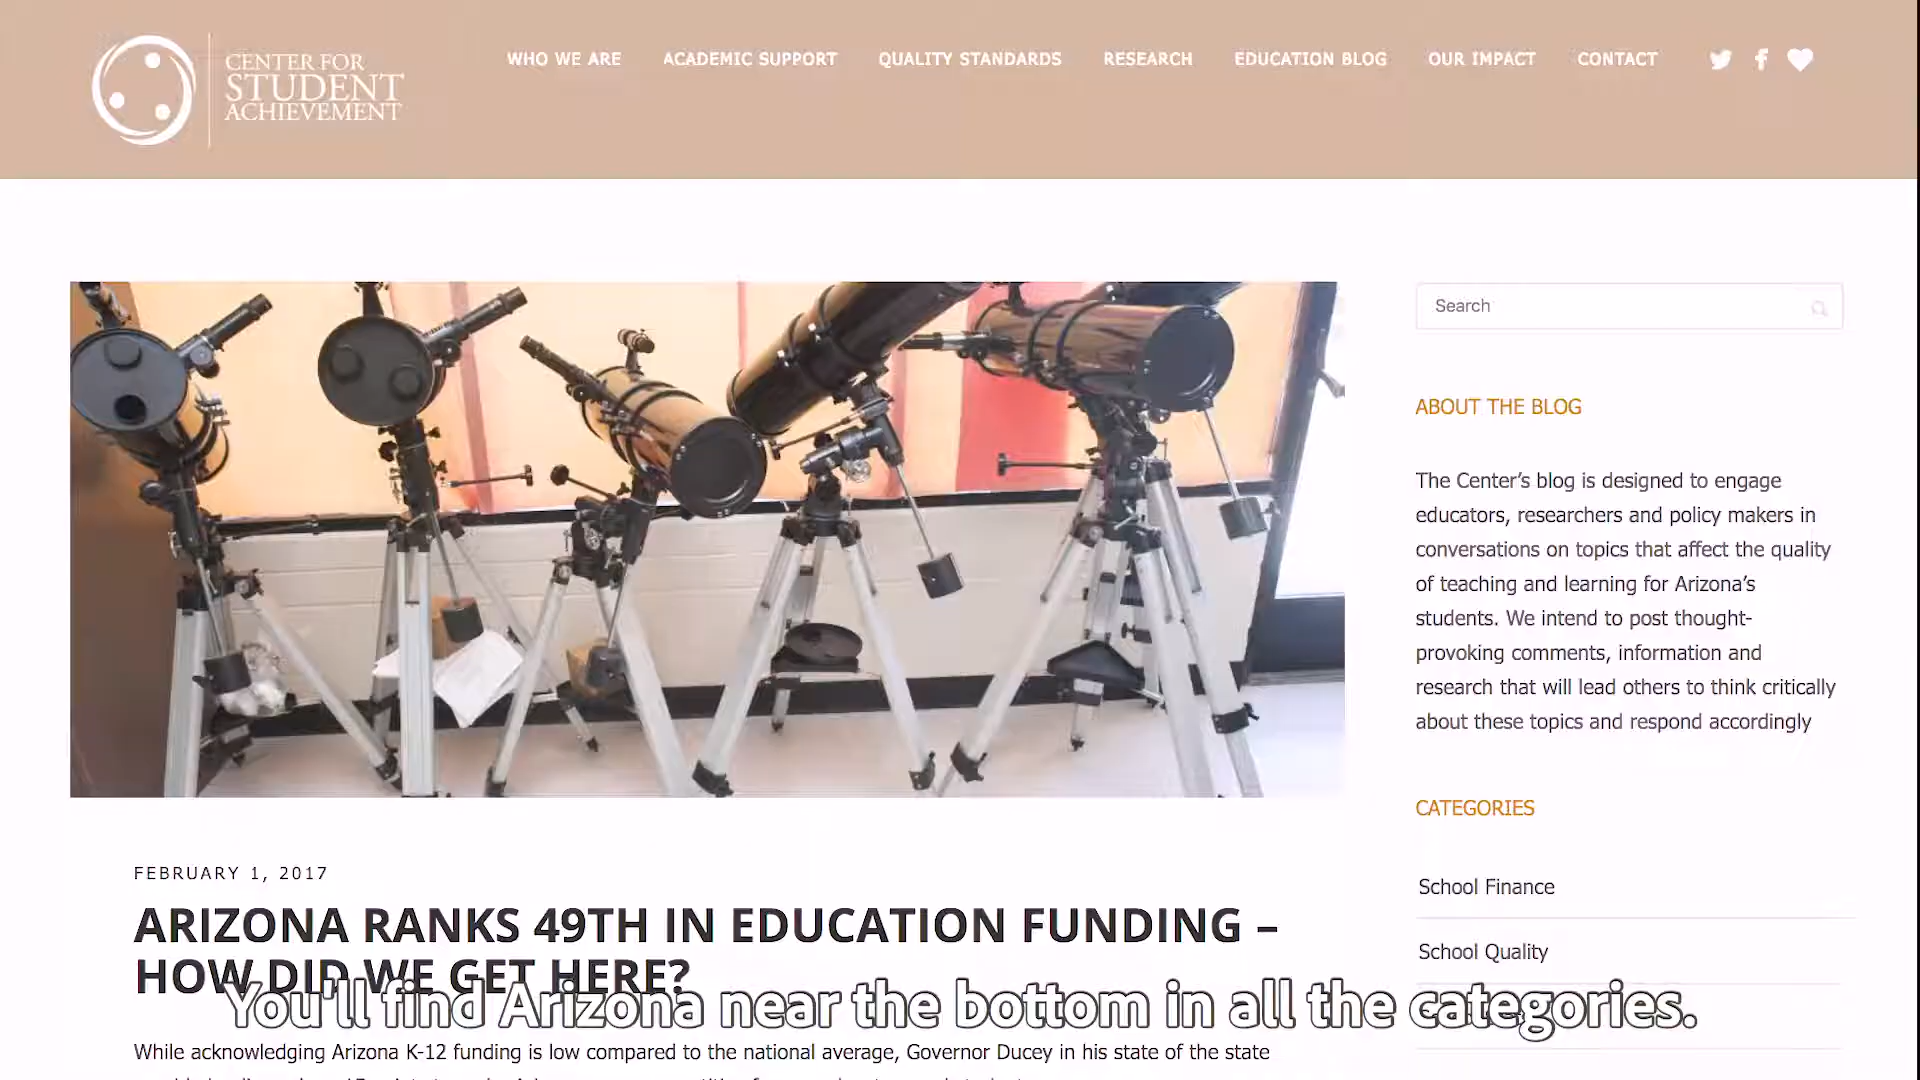 CENTER FOR
STUDENT
ACHIEVEMENT
WHO WE ARE
ACADEMIC SUPPORT
QUALITY STANDARDS
RESEARCH
EDUCATION BLOG
OUR IMPACT
CONTACT
Search
ABOUT THE BLOG
The Center’s blog is designed to engage
educators, researchers and policy makers in
conversations on topics that affect the quality
of teaching and learning for Arizona’s
students. We intend to post thought-
provoking comments, information and
research that will lead others to think critically
about these topics and respond accordingly
CATEGORIES
School Finance
School Quality
FEBRUARY 1, 2017
ARIZONA RANKS 49TH IN EDUCATION FUNDING –
HOW DID WE GET HERE?
You'll find Arizona near the bottom in all the categories.
While acknowledging Arizona K-12 funding is low compared to the national average, Governor Ducey in his state of the state